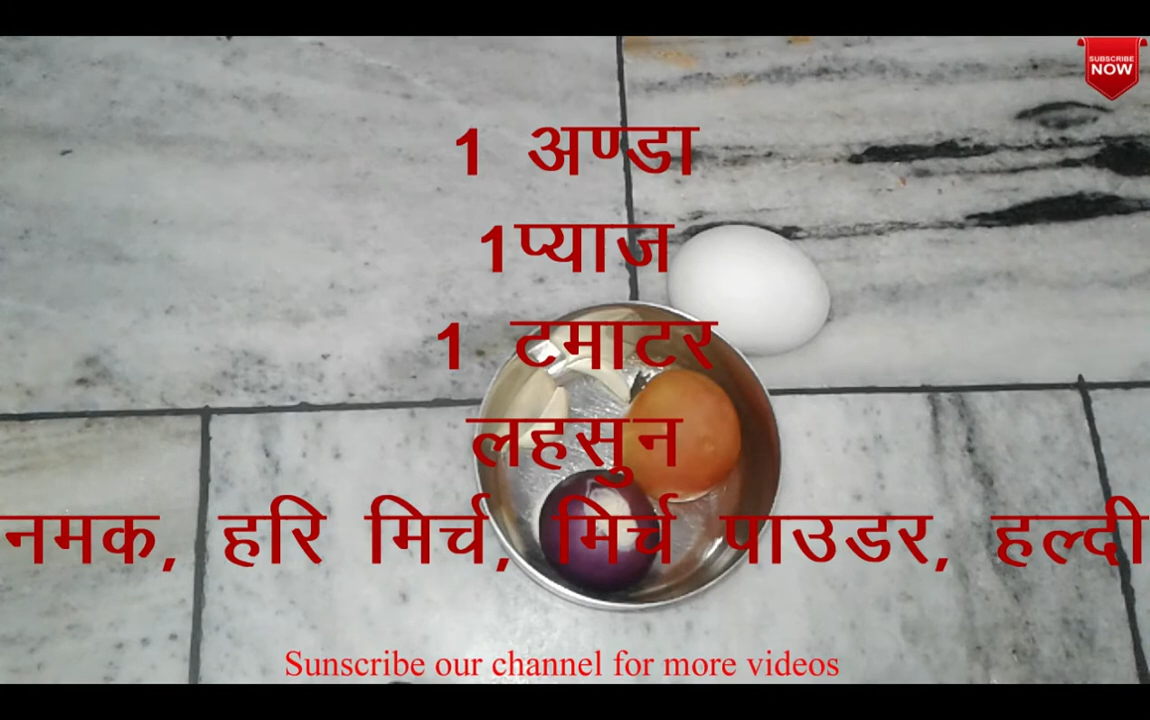 SUBSCRIBE
NOW
1 अण्डा
1प्याज
1 टमाटर
लहसुन
नमक, हरि मिर्च, मिर्च पाउडर, हल्दी
Sunscribe our channel for more videos